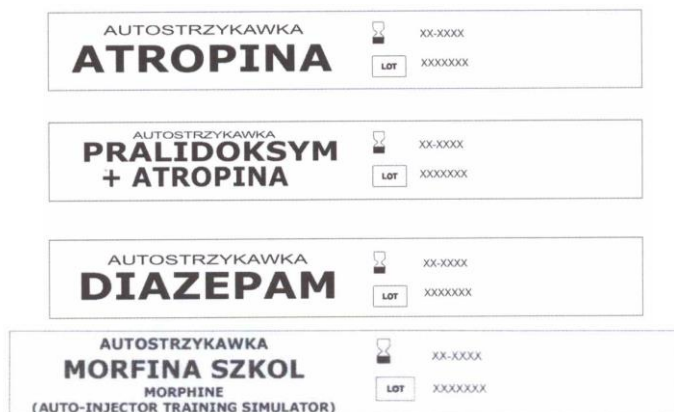 AUTOSTRZYKAWKA
ATROPINA
XX-XXXX
LOT XXXXXXX
AUTOSTRZYKAWKA
PRALIDOKSYM
+ ATROPINA
XX-XXXX
LOT XXXXXXX
AUTOSTRZYKAWKA
DIAZEPAM
XX-XXXX
LOT XXXXXXX
AUTOSTRZYKAWKA
MORFINA SZKOL
MORPHINE
(AUTO-INJECTOR TRAINING SIMULATOR)
XX-XXXX
LOT XXXXXXX